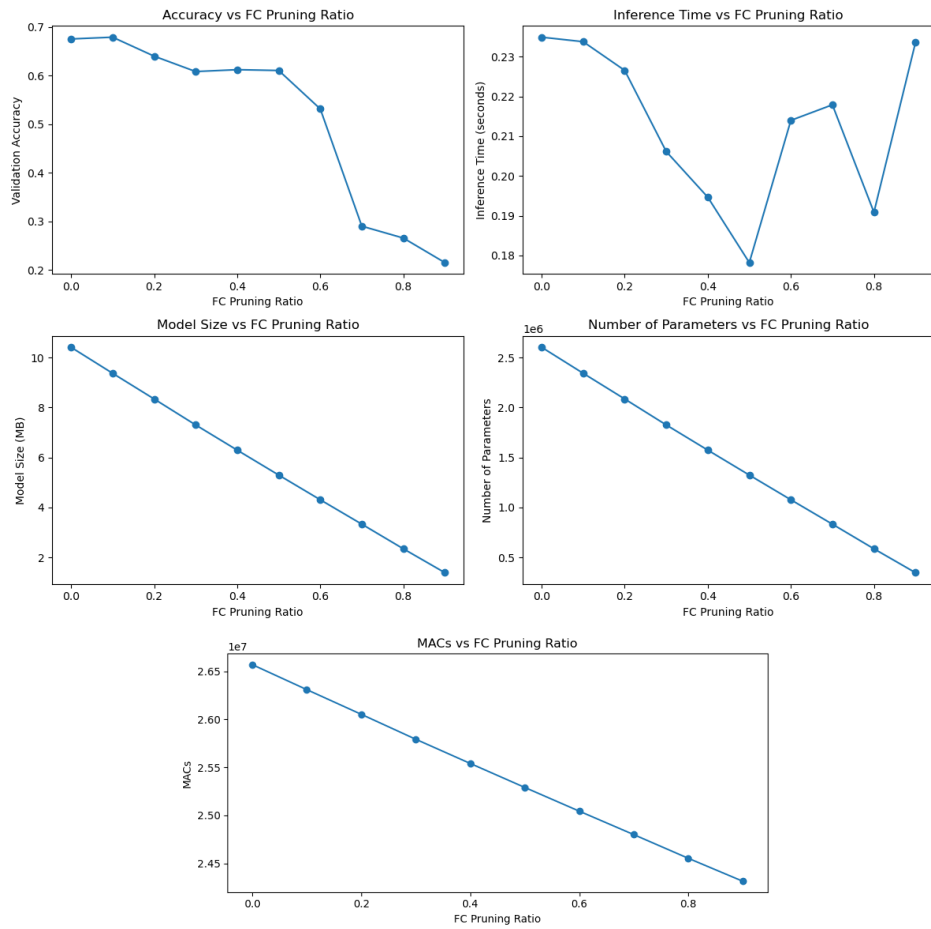 Accuracy vs FC Pruning Ratio
0.7
0.6
0.5
0.4
0.3
0.2
Validation Accuracy
0.0 0.2 0.4 0.6 0.8
FC Pruning Ratio
Inference Time vs FC Pruning Ratio
0.23
0.22
0.21
0.20
0.19
0.18
Inference Time (seconds)
0.0 0.2 0.4 0.6 0.8
FC Pruning Ratio
Model Size vs FC Pruning Ratio
10
8
6
4
2
Model Size (MB)
0.0 0.2 0.4 0.6 0.8
FC Pruning Ratio
Number of Parameters vs FC Pruning Ratio
1e6
2.5
2.0
1.5
1.0
0.5
Number of Parameters
0.0 0.2 0.4 0.6 0.8
FC Pruning Ratio
MACs vs FC Pruning Ratio
1e7
2.65
2.60
2.55
2.50
2.45
MACs
0.0 0.2 0.4 0.6 0.8
FC Pruning Ratio